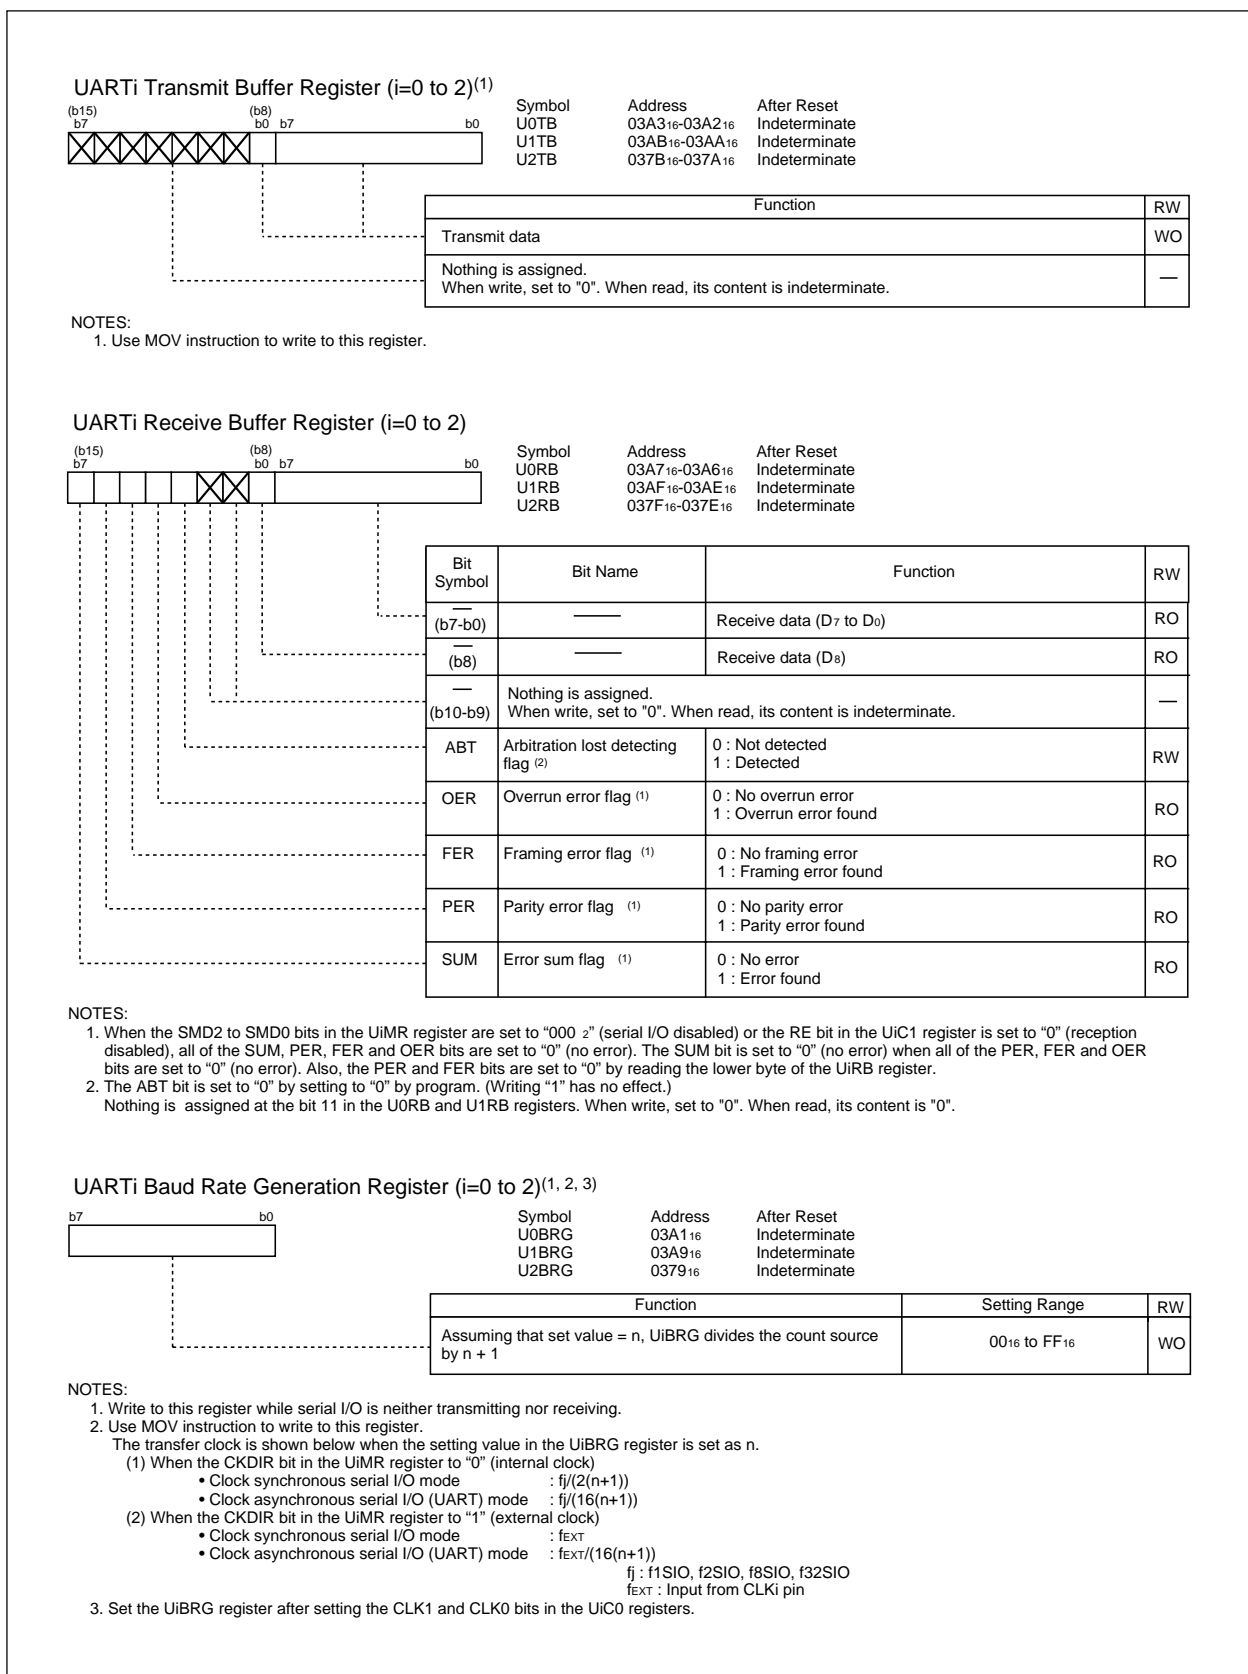 UARTi Transmit Buffer Register (i=0 to 2)(1)
(b15) (b8)
b7 b0 b7 b0
Symbol Address After Reset
U0TB 03A316-03A216 Indeterminate
U1TB 03AB16-03AA16 Indeterminate
U2TB 037B16-037A16 Indeterminate
Function RW
Transmit data WO
Nothing is assigned.
When write, set to "0". When read, its content is indeterminate. —
NOTES:
1. Use MOV instruction to write to this register.
UARTi Receive Buffer Register (i=0 to 2)
(b15) (b8)
b7 b0 b7 b0
Symbol Address After Reset
U0RB 03A716-03A616 Indeterminate
U1RB 03AF16-03AE16 Indeterminate
U2RB 037F16-037E16 Indeterminate
Bit
Symbol Bit Name Function RW
—
(b7-b0) — Receive data (D7 to D0) RO
—
(b8) — Receive data (D8) RO
—
(b10-b9) Nothing is assigned.
When write, set to "0". When read, its content is indeterminate. —
ABT Arbitration lost detecting 0 : Not detected
flag (2) 1 : Detected RW
OER Overrun error flag (1) 0 : No overrun error
1 : Overrun error found RO
FER Framing error flag (1) 0 : No framing error
1 : Framing error found RO
PER Parity error flag (1) 0 : No parity error
1 : Parity error found RO
SUM Error sum flag (1) 0 : No error
1 : Error found RO
NOTES:
1. When the SMD2 to SMD0 bits in the UiMR register are set to “000 2” (serial I/O disabled) or the RE bit in the UiC1 register is set to “0” (reception
disabled), all of the SUM, PER, FER and OER bits are set to “0” (no error). The SUM bit is set to “0” (no error) when all of the PER, FER and OER
bits are set to “0” (no error). Also, the PER and FER bits are set to “0” by reading the lower byte of the UiRB register.
2. The ABT bit is set to “0” by setting to “0” by program. (Writing “1” has no effect.)
Nothing is assigned at the bit 11 in the U0RB and U1RB registers. When write, set to "0". When read, its content is "0".
UARTi Baud Rate Generation Register (i=0 to 2)(1, 2, 3)
b7 b0
Symbol Address After Reset
U0BRG 03A116 Indeterminate
U1BRG 03A916 Indeterminate
U2BRG 037916 Indeterminate
Function Setting Range RW
Assuming that set value = n, UiBRG divides the count source
by n + 1 0016 to FF16 WO
NOTES:
1. Write to this register while serial I/O is neither transmitting nor receiving.
2. Use MOV instruction to write to this register.
The transfer clock is shown below when the setting value in the UiBRG register is set as n.
(1) When the CKDIR bit in the UiMR register to “0” (internal clock)
• Clock synchronous serial I/O mode : fj/(2(n+1))
• Clock asynchronous serial I/O (UART) mode : fj/(16(n+1))
(2) When the CKDIR bit in the UiMR register to “1” (external clock)
• Clock synchronous serial I/O mode : fEXT
• Clock asynchronous serial I/O (UART) mode : fEXT/(16(n+1))
fj : f1SIO, f2SIO, f8SIO, f32SIO
fEXT : Input from CLKi pin
3. Set the UiBRG register after setting the CLK1 and CLK0 bits in the UiC0 registers.